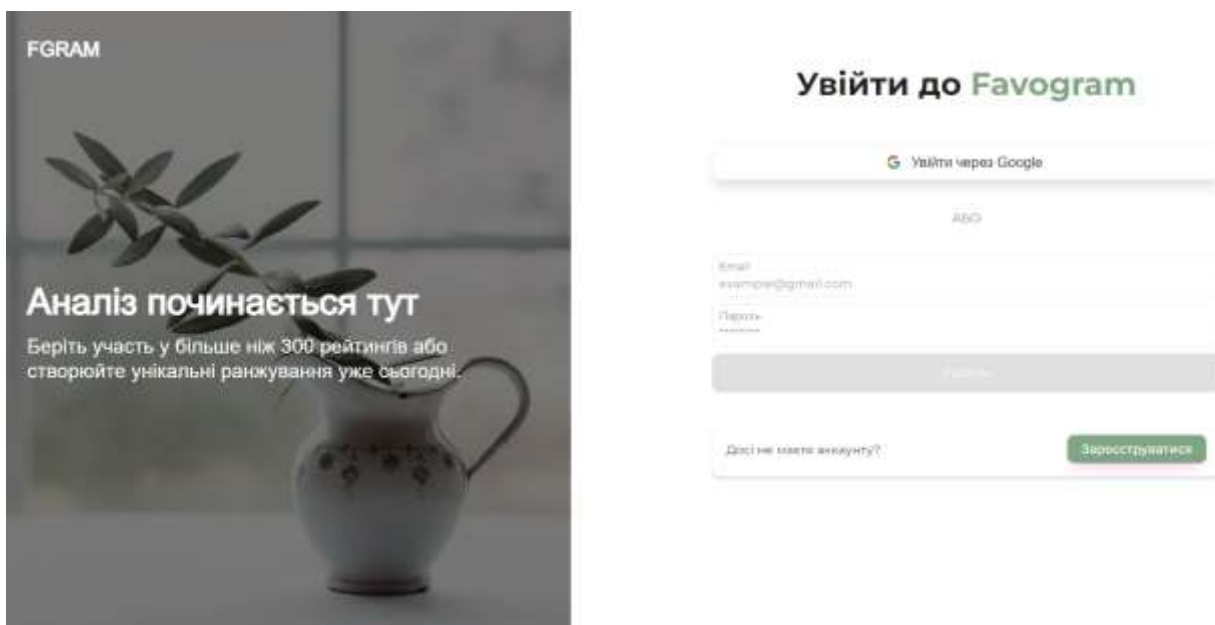 FGRAM
Аналіз починається тут
Беріть участь у більше ніж 300 рейтингів або
створюйте унікальні ранжування уже сьогодні.
Увійти до Favogram
Увійти через Google
АБО
Email
example@gmail.com
Пароль
Досі не маєте аккаунту?
Зареєструватися